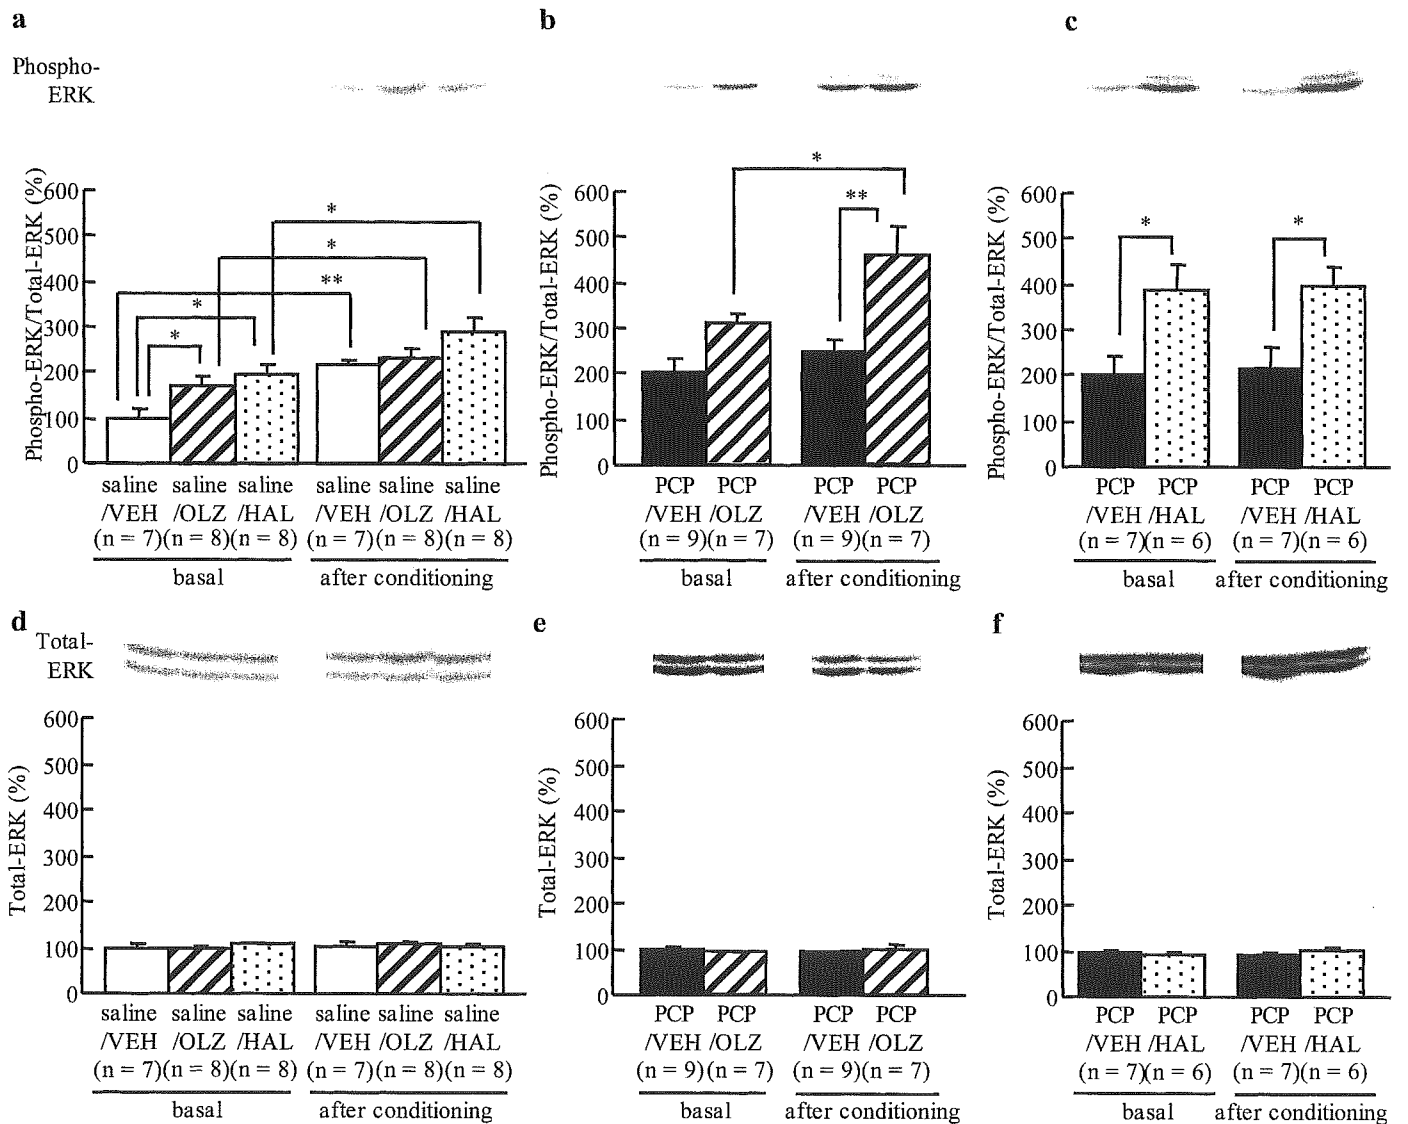 a
b
c
Phospho-
ERK
Phospho-ERK/Total-ERK (%)
600
500
400
300
200
100
0
*
*
**
*
*
*
saline saline saline saline saline saline
/VEH /OLZ /HAL /VEH /OLZ /HAL
(n = 7)(n = 8)(n = 8) (n = 7)(n = 8)(n = 8)
basal after conditioning
Phospho-ERK/Total-ERK (%)
600
500
400
300
200
100
0
*
**
PCP PCP PCP PCP
/VEH /OLZ /VEH /OLZ
(n = 9)(n = 7) (n = 9)(n = 7)
basal after conditioning
Phospho-ERK/Total-ERK (%)
600
500
400
300
200
100
0
*
*
PCP PCP PCP PCP
/VEH /HAL /VEH /HAL
(n = 7)(n = 6) (n = 7)(n = 6)
basal after conditioning
d
e
f
Total-
ERK
Total-ERK (%)
600
500
400
300
200
100
0
saline saline saline saline saline saline
/VEH /OLZ /HAL /VEH /OLZ /HAL
(n = 7)(n = 8)(n = 8) (n = 7)(n = 8)(n = 8)
basal after conditioning
Total-ERK (%)
600
500
400
300
200
100
0
PCP PCP PCP PCP
/VEH /OLZ /VEH /OLZ
(n = 9)(n = 7) (n = 9)(n = 7)
basal after conditioning
Total-ERK (%)
600
500
400
300
200
100
0
PCP PCP PCP PCP
/VEH /HAL /VEH /HAL
(n = 7)(n = 6) (n = 7)(n = 6)
basal after conditioning